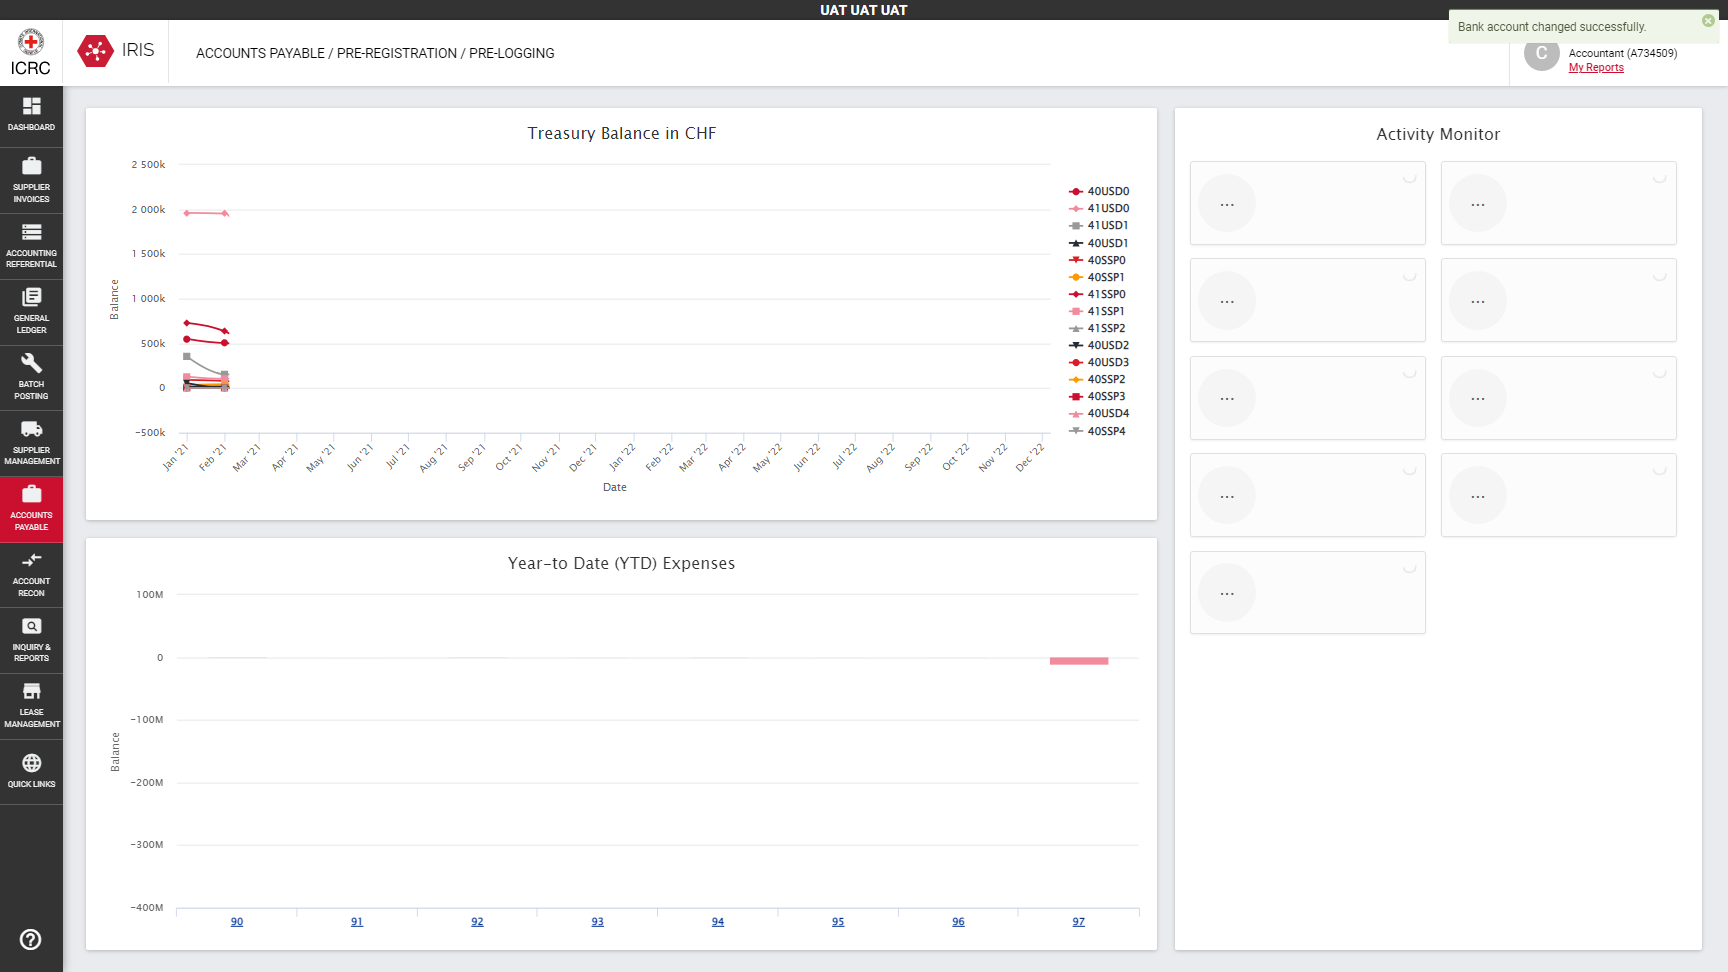 UAT UAT UAT
Bank account changed successfully.
ICRC
IRIS
ACCOUNTS PAYABLE / PRE-REGISTRATION / PRE-LOGGING
C
Accountant (A734509)
My Reports
DASHBOARD
SUPPLIER
INVOICES
ACCOUNTING
REFERENTIAL
GENERAL
LEDGER
BATCH
POSTING
SUPPLIER
MANAGEMENT
ACCOUNTS
PAYABLE
ACCOUNT
RECON
INQUIRY &
REPORTS
LEASE
MANAGEMENT
QUICK LINKS
Treasury Balance in CHF
2 500k
2 000k
1 500k
1 000k
500k
0
-500k
Balance
Jan '21
Feb '21
Mar '21
Apr '21
May '21
Jun '21
Jul '21
Aug '21
Sep '21
Oct '21
Nov '21
Dec '21
Jan '22
Feb '22
Mar '22
Apr '22
May '22
Jun '22
Jul '22
Aug '22
Sep '22
Oct '22
Nov '22
Dec '22
Date
40USD0
41USD0
41USD1
40USD1
40SSP0
40SSP1
41SSP0
41SSP1
41SSP2
40USD2
40USD3
40SSP2
40SSP3
40USD4
40SSP4
Year-to Date (YTD) Expenses
100M
0
-100M
-200M
-300M
-400M
Balance
90 91 92 93 94 95 96 97
Activity Monitor
... ...
... ...
... ...
... ...
...